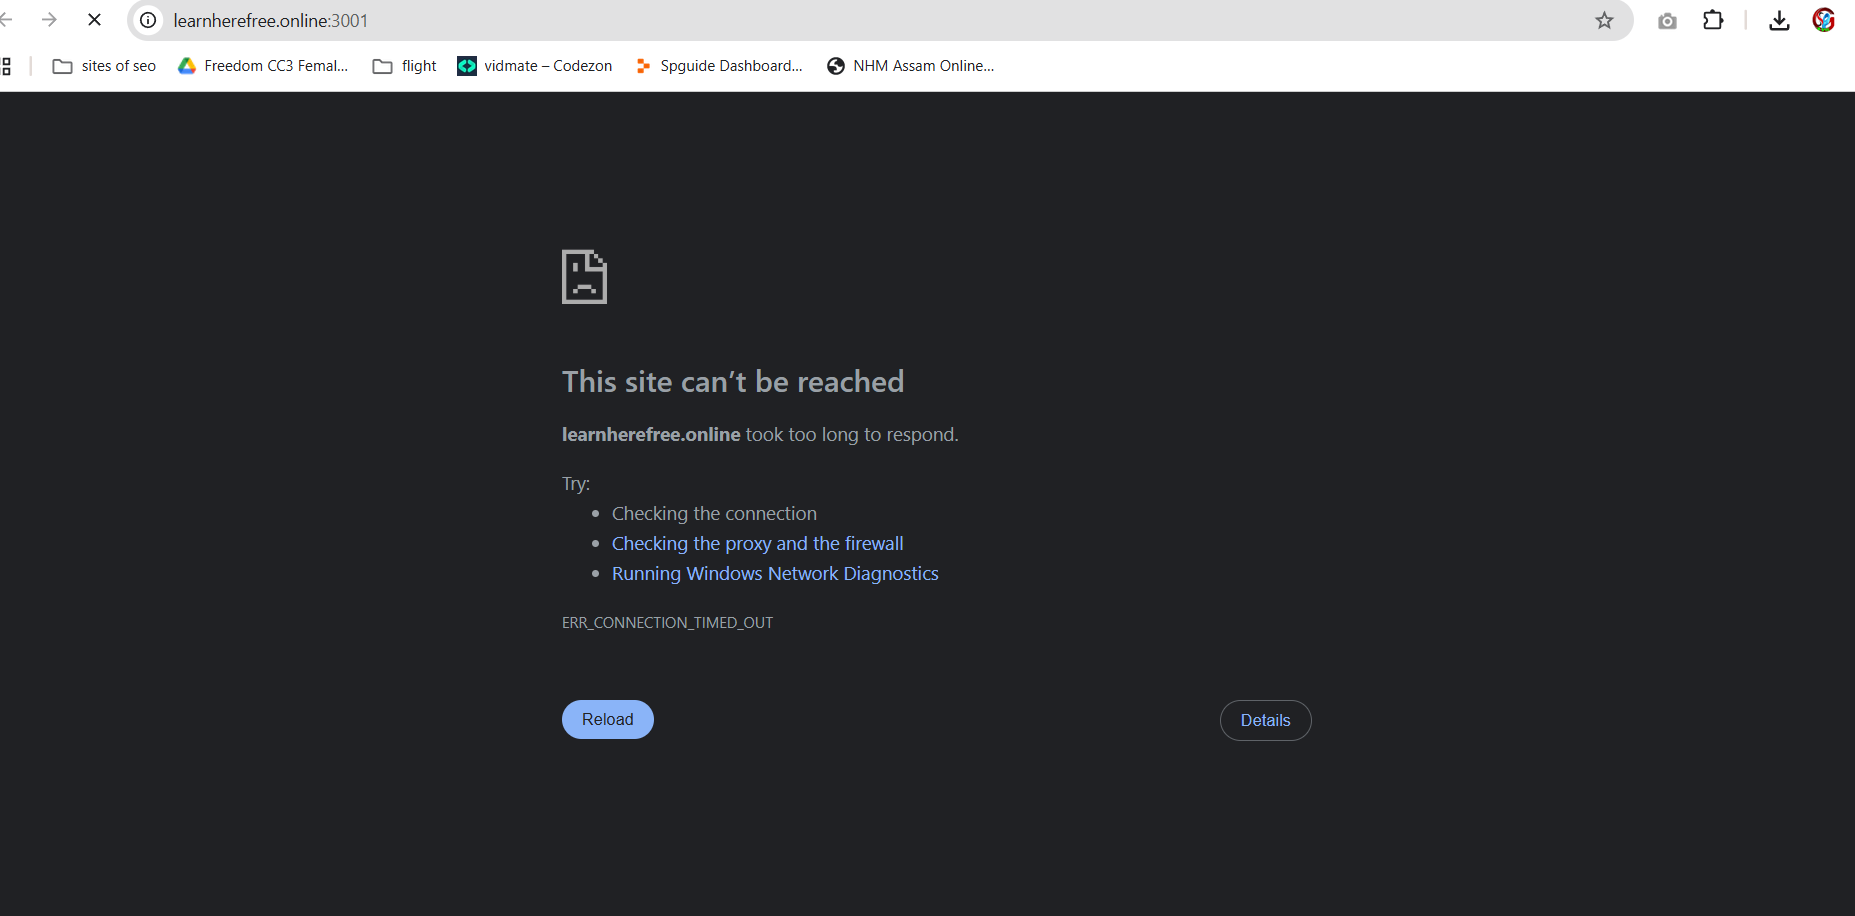 learnherefree.online:3001
sites of seo Freedom CC3 Femal... flight vidmate – Codezon Spguide Dashboard... NHM Assam Online...
This site can’t be reached
learnherefree.online took too long to respond.
Try:
Checking the connection
Checking the proxy and the firewall
Running Windows Network Diagnostics
ERR_CONNECTION_TIMED_OUT
Reload Details